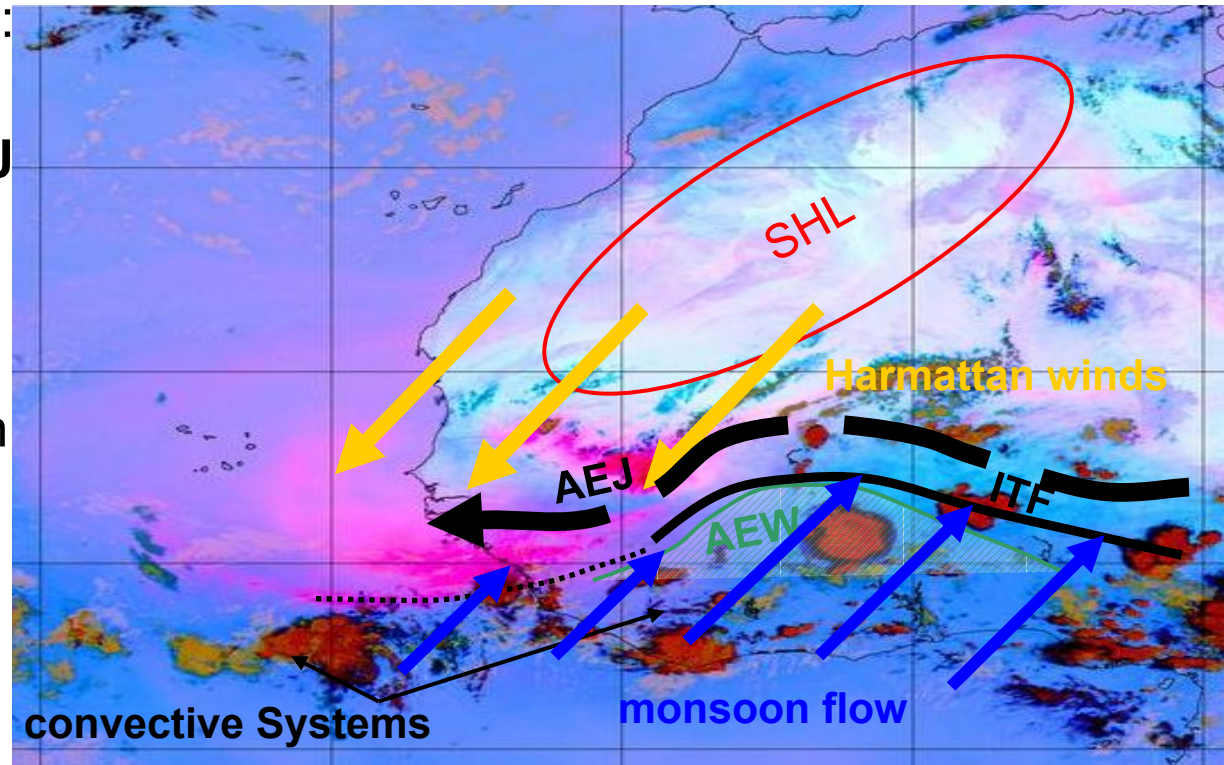 :
U
SHL
Harmattan winds
n
AEJ
ITF
AEW
monsoon flow
convective Systems